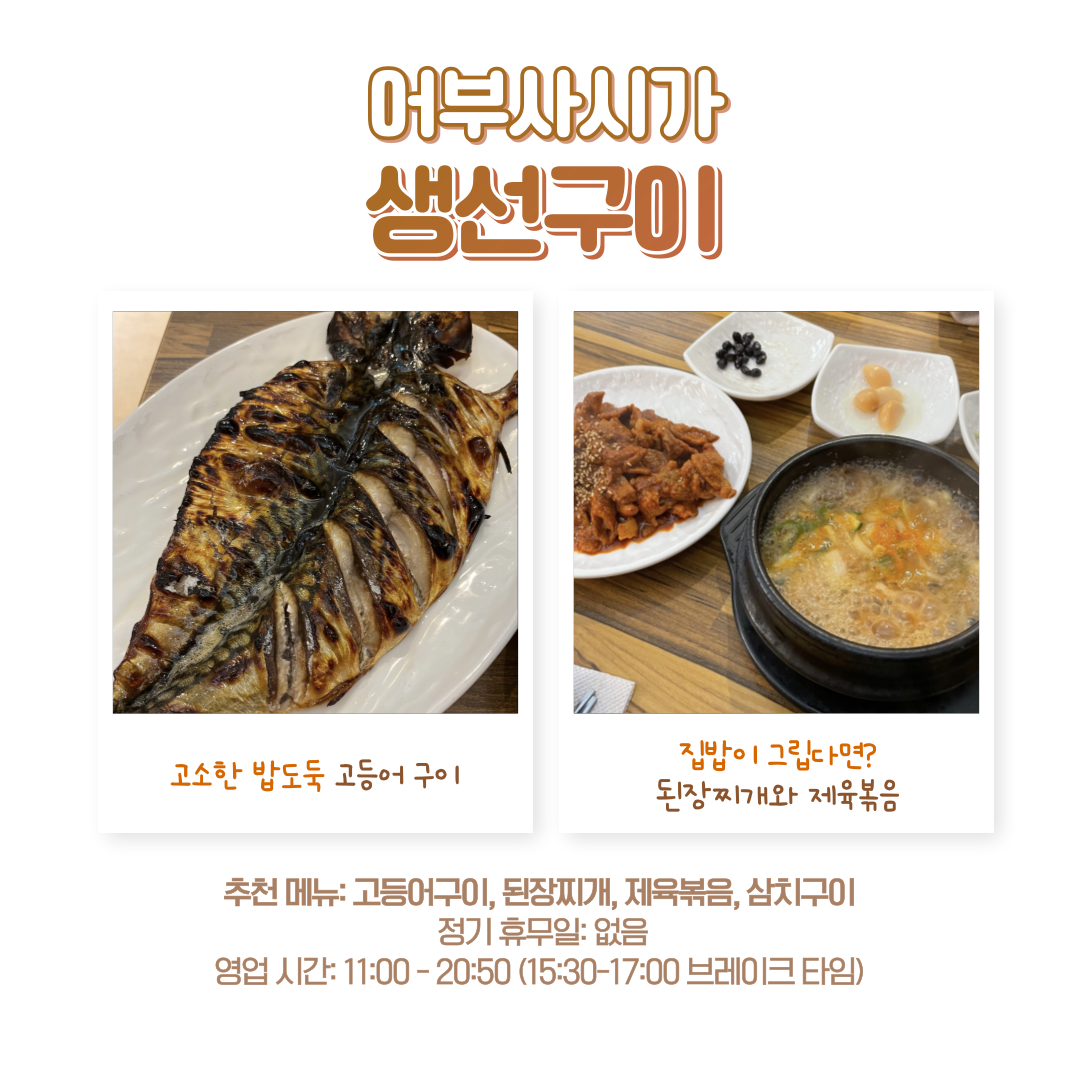 어부사시가
생선구이
고소한 밥도둑 고등어 구이
집밥이 그립다면?
된장찌개와 제육볶음
추천 메뉴: 고등어구이, 된장찌개, 제육볶음, 삼치구이
정기 휴무일: 없음
영업 시간: 11:00 - 20:50 (15:30-17:00 브레이크 타임)